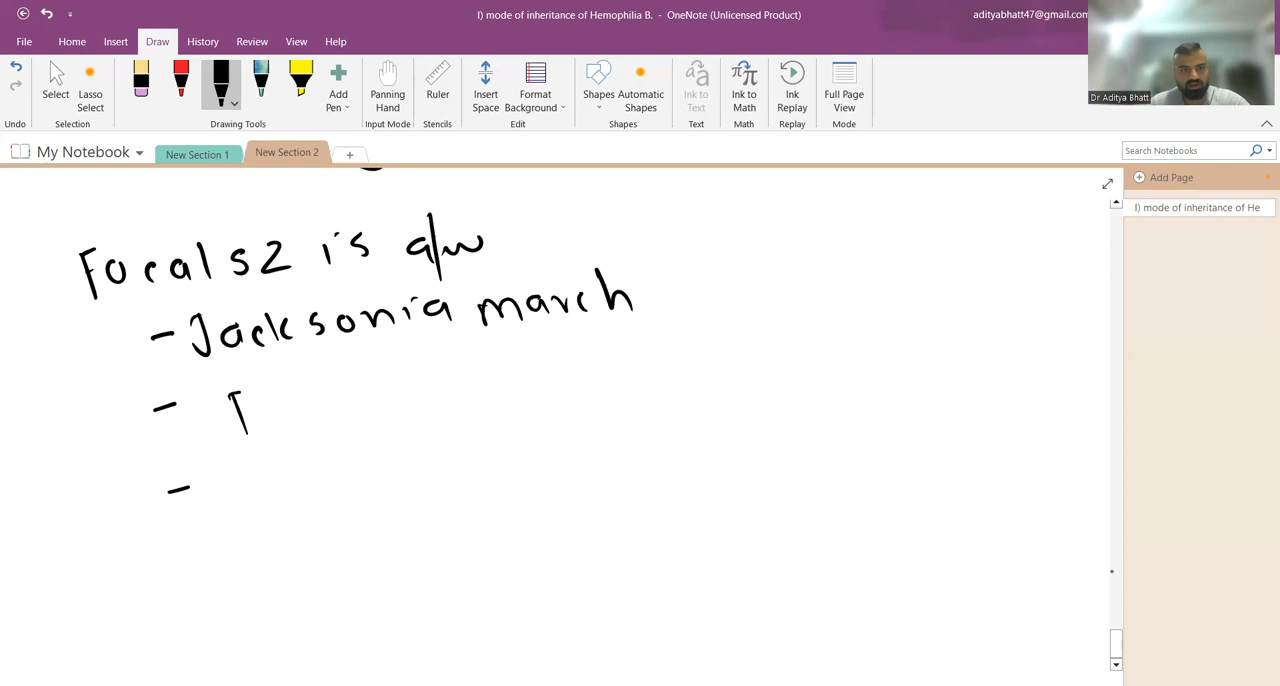 I) mode of inheritance of Hemophilia B. - OneNote (Unlicensed Product)
adityabhatt47@gmail.com
File Home Insert Draw History Review View Help
Undo
Select
Lasso Select
Selection
Add Pen
Drawing Tools
Panning Hand
Input Mode
Ruler
Stencils
Insert Space
Format Background
Edit
Shapes
Automatic Shapes
Shapes
Ink to Text
Text
Ink to Math
Math
Ink Replay
Replay
Full Page View
Mode
Dr Aditya Bhatt
My Notebook
New Section 1
New Section 2
Search Notebooks
Add Page
I) mode of inheritance of He
Focal sz is a/w
- Jacksonia march
-
-